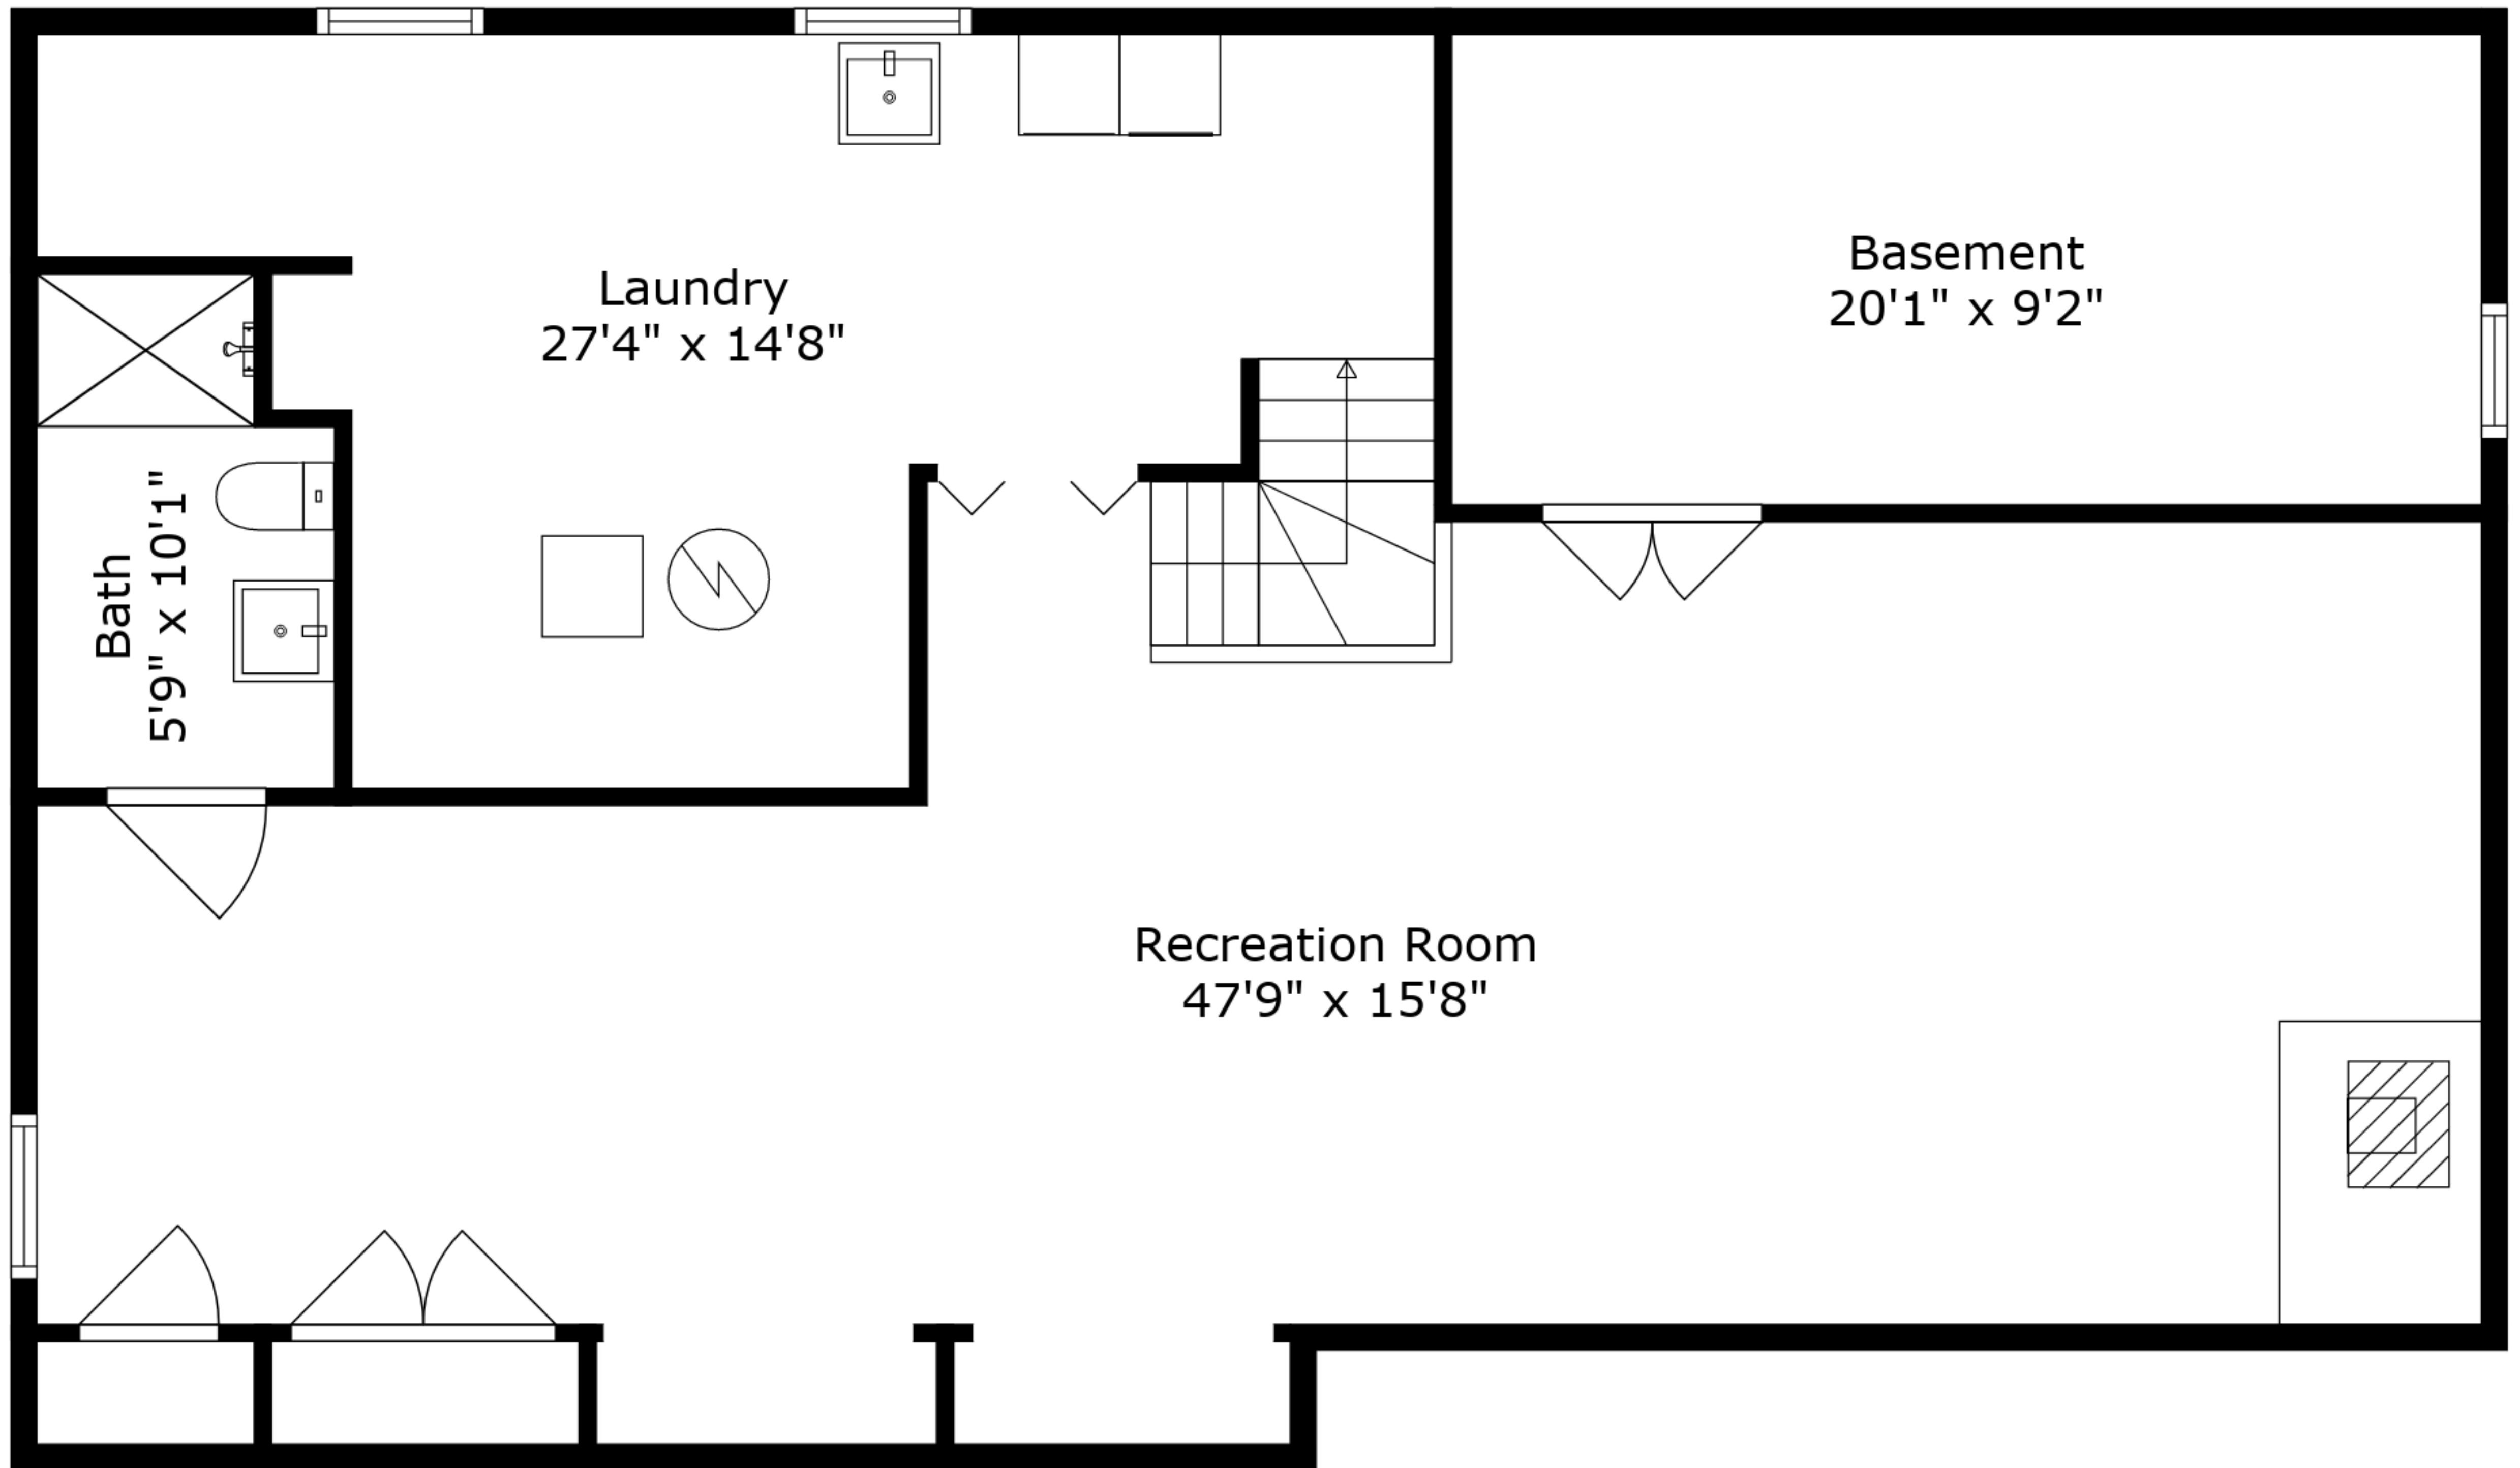 Basement
20'1" x 9'2"
Laundry
27'4" x 14'8"
Bath
5'9" x 10'1"
Recreation Room
47'9" x 15'8"